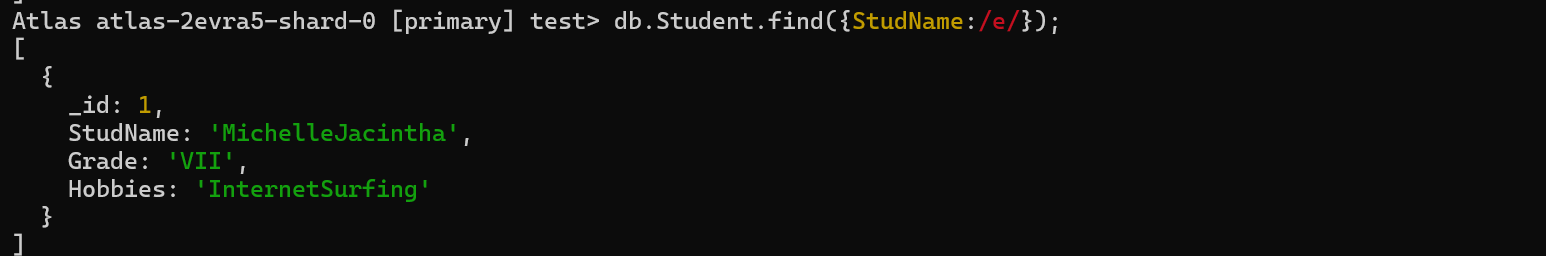 ]
Atlas atlas-2evra5-shard-0 [primary] test> db.Student.find({StudName:/e/});
[
  {
    _id: 1,
    StudName: 'MichelleJacintha',
    Grade: 'VII',
    Hobbies: 'InternetSurfing'
  }
]